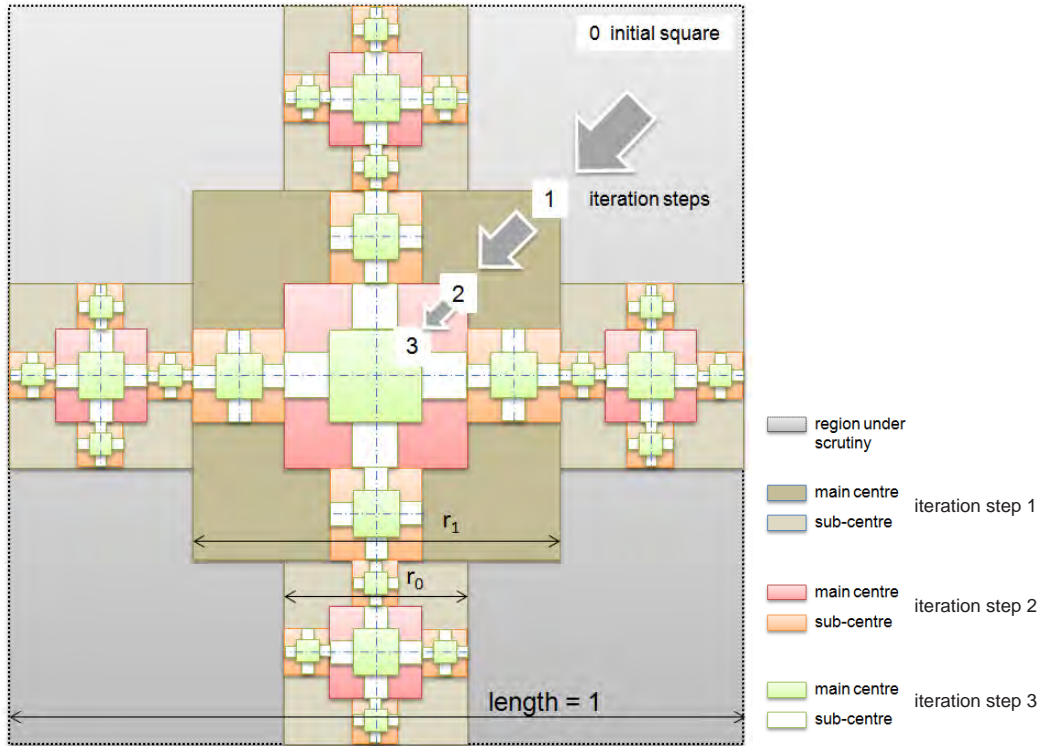 0 initial square
1
iteration steps
2
3
r₁
r₀
length = 1
region under
scrutiny
main centre
sub-centre
iteration step 1
main centre
sub-centre
iteration step 2
main centre
sub-centre
iteration step 3